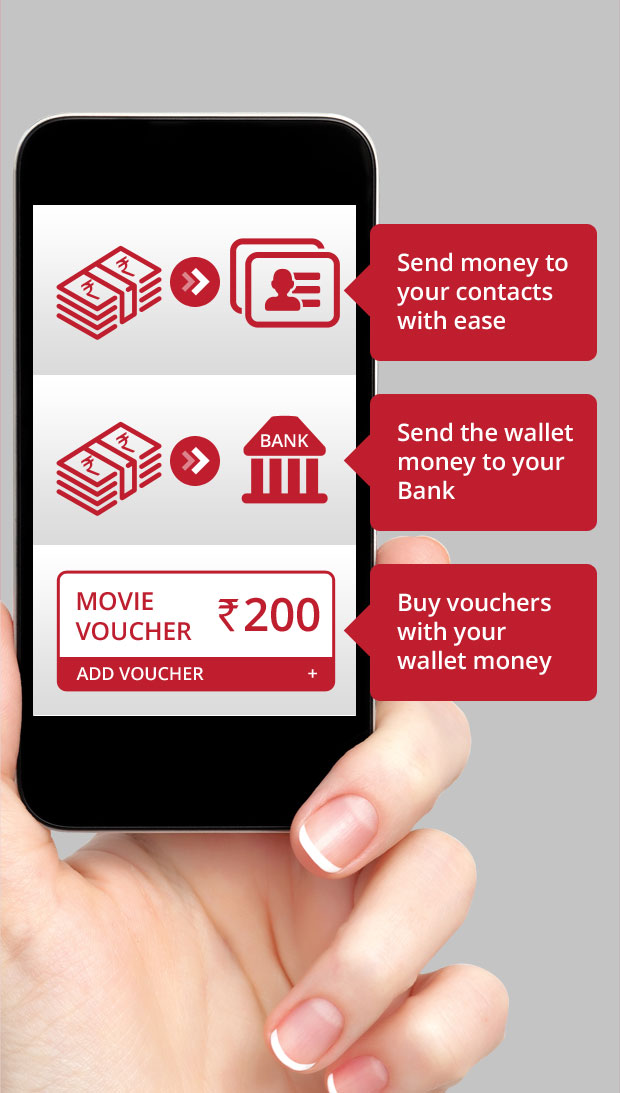 ₹
Send money to
your contacts
with ease
₹
BANK
Send the wallet
money to your
Bank
MOVIE
VOUCHER
₹200
ADD VOUCHER +
Buy vouchers
with your
wallet money